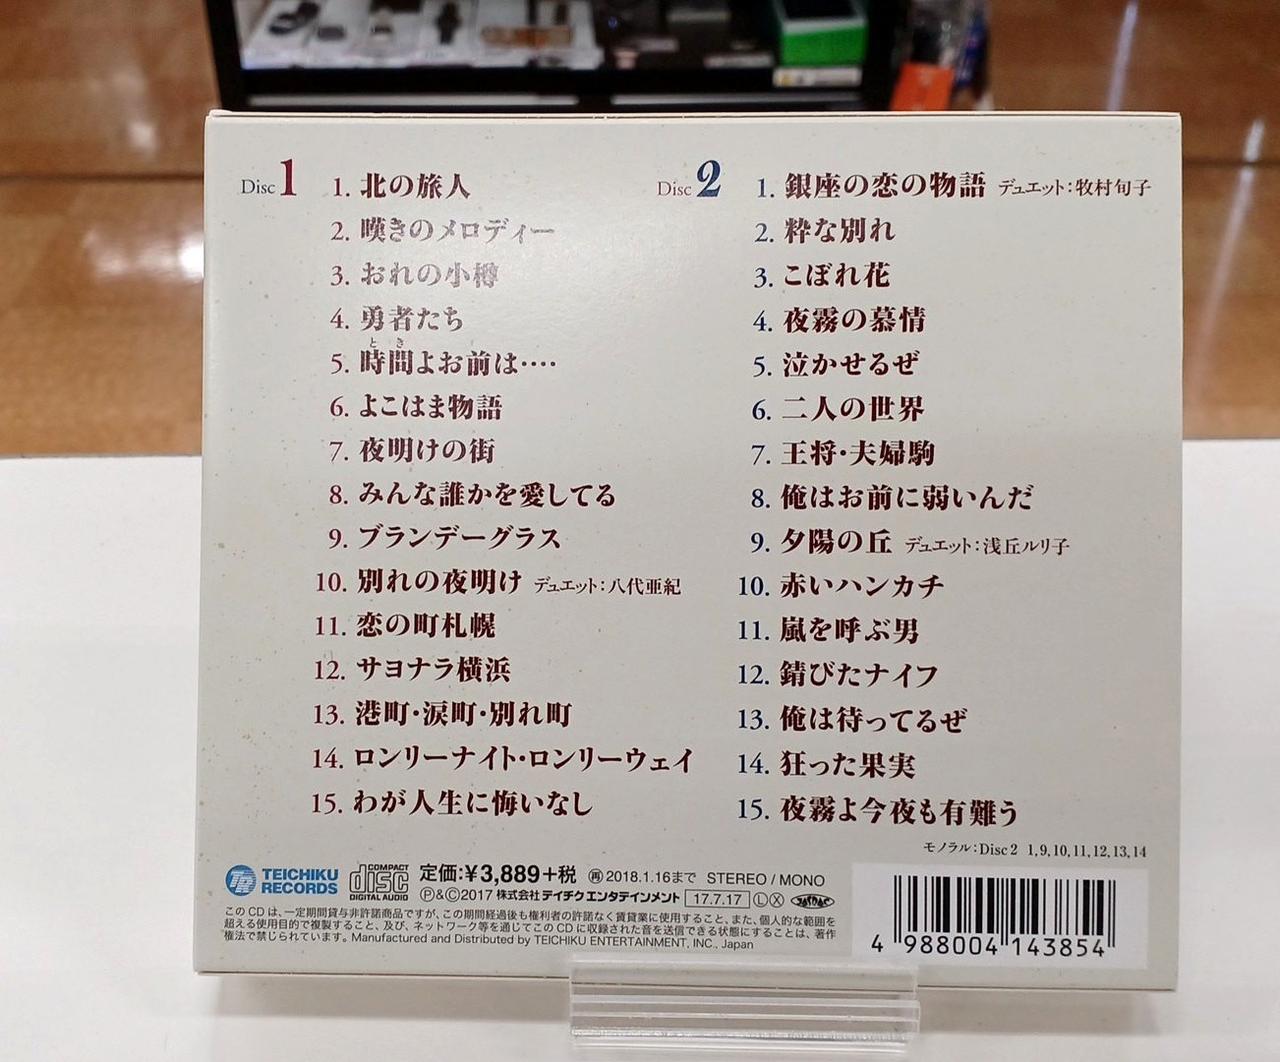 Disc 1
1. 北の旅人
2. 嘆きのメロディー
3. おれの小樽
4. 勇者たち
とき
5. 時間よお前は‥‥
6. よこはま物語
7. 夜明けの街
8. みんな誰かを愛してる
9. ブランデーグラス
10. 別れの夜明け デュエット:八代亜紀
11. 恋の町札幌
12. サヨナラ横浜
13. 港町・涙町・別れ町
14. ロンリーナイト・ロンリーウェイ
15. わが人生に悔いなし
Disc 2
1. 銀座の恋の物語 デュエット:牧村旬子
2. 粋な別れ
3. こぼれ花
4. 夜霧の慕情
5. 泣かせるぜ
6. 二人の世界
7. 王将・夫婦駒
8. 俺はお前に弱いんだ
9. 夕陽の丘 デュエット:浅丘ルリ子
10. 赤いハンカチ
11. 嵐を呼ぶ男
12. 錆びたナイフ
13. 俺は待ってるぜ
14. 狂った果実
15. 夜霧よ今夜も有難う
モノラル:Disc 2 1,9,10,11,12,13,14
TR TEICHIKU RECORDS
COMPACT disc DIGITAL AUDIO
定価:¥3,889+税 ㊢2018.1.16まで STEREO / MONO
℗&©2017 株式会社テイチクエンタテインメント 17.7.17 Ⓛ Ⓧ JASRAC
このCDは、一定期間貸与非許諾商品ですが、この期間経過後も権利者の許諾なく賃貸業に使用すること、また、個人的な範囲を
超える使用目的で複製すること、及び、ネットワーク等を通じてこのCDに収録された音を送信できる状態にすることは、著作
権法で禁じられています。Manufactured and Distributed by TEICHIKU ENTERTAINMENT, INC., Japan
4 988004 143854